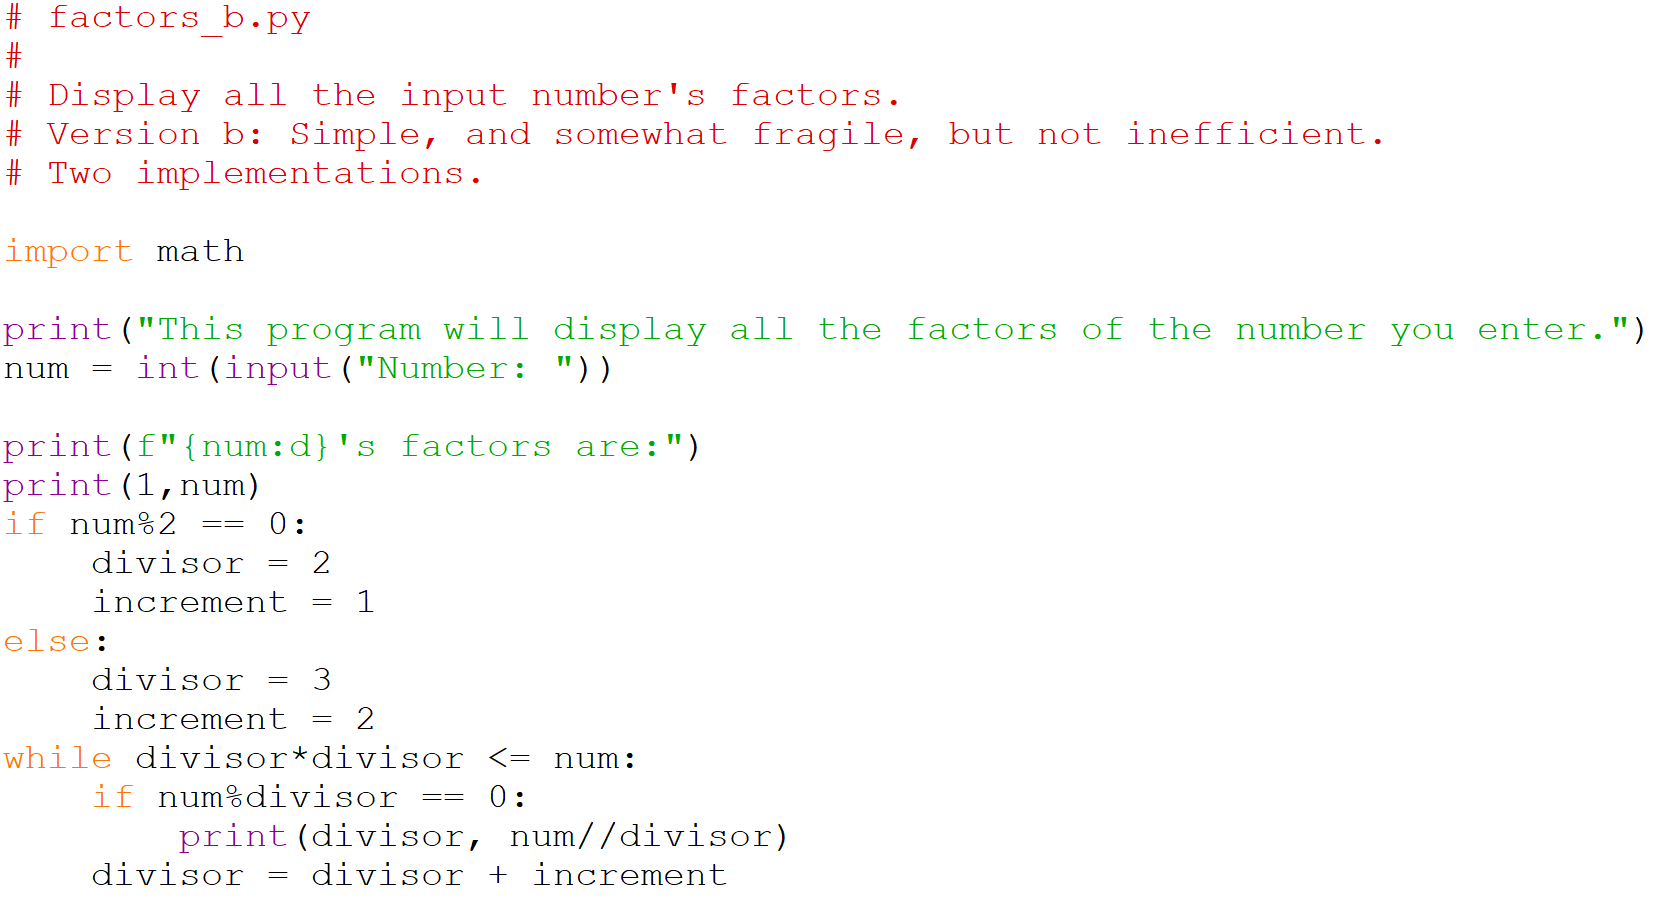 # factors_b.py
#
# Display all the input number's factors.
# Version b: Simple, and somewhat fragile, but not inefficient.
# Two implementations.

import math

print("This program will display all the factors of the number you enter.")
num = int(input("Number: "))

print(f"{num:d}'s factors are:")
print(1,num)
if num%2 == 0:
    divisor = 2
    increment = 1
else:
    divisor = 3
    increment = 2
while divisor*divisor <= num:
    if num%divisor == 0:
        print(divisor, num//divisor)
    divisor = divisor + increment